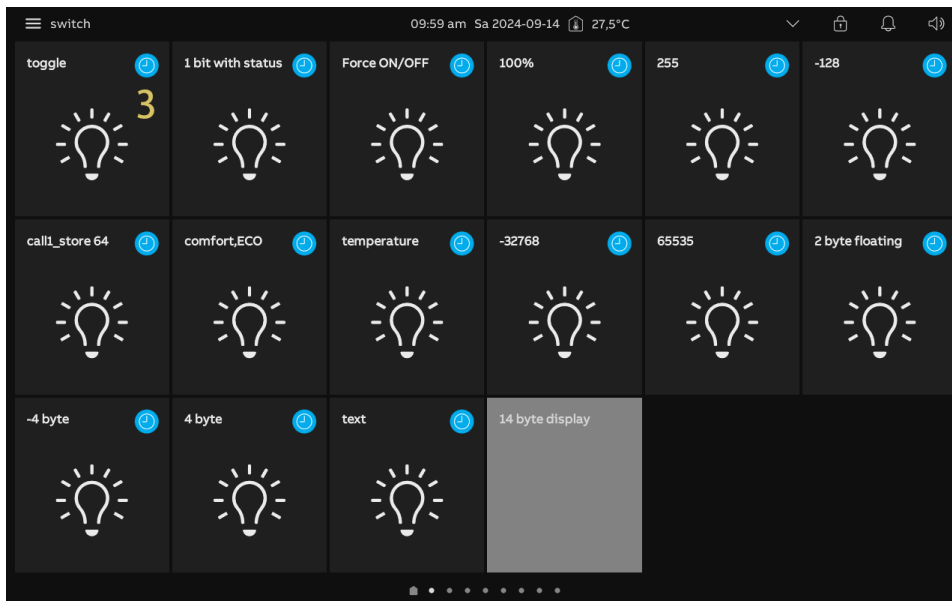 switch
09:59 am Sa 2024-09-14 27,5°C
toggle
3
1 bit with status
Force ON/OFF
100%
255
-128
call1_store 64
comfort,ECO
temperature
-32768
65535
2 byte floating
-4 byte
4 byte
text
14 byte display